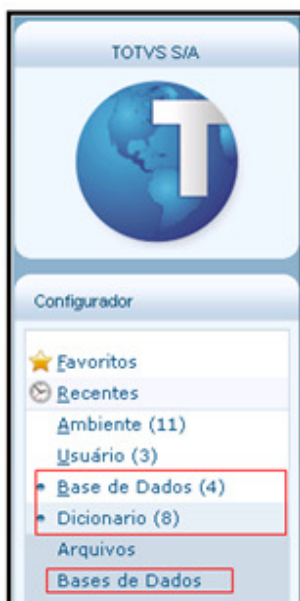 TOTVS S/A
T
Configurador
Favoritos
Recentes
Ambiente (11)
Usuário (3)
Base de Dados (4)
Dicionario (8)
Arquivos
Bases de Dados